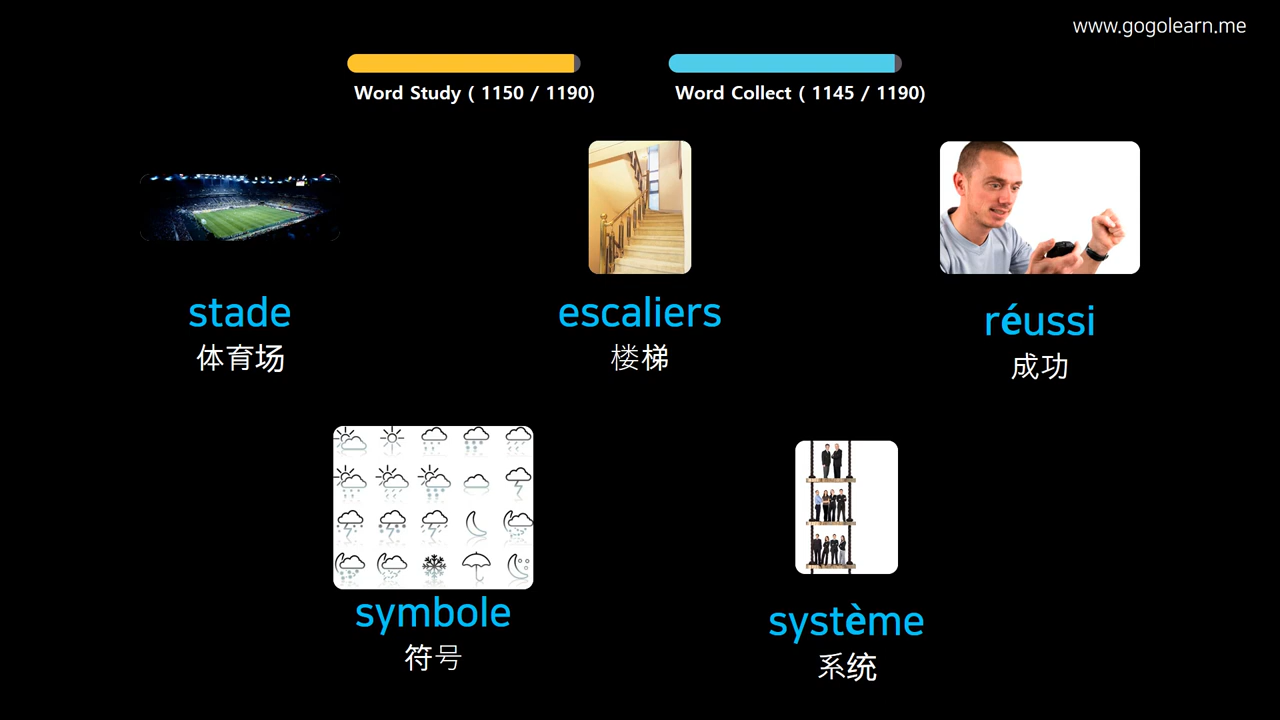 www.gogolearn.me
Word Study ( 1150 / 1190)
Word Collect ( 1145 / 1190)
stade
体育场
escaliers
楼梯
réussi
成功
symbole
符号
système
系统